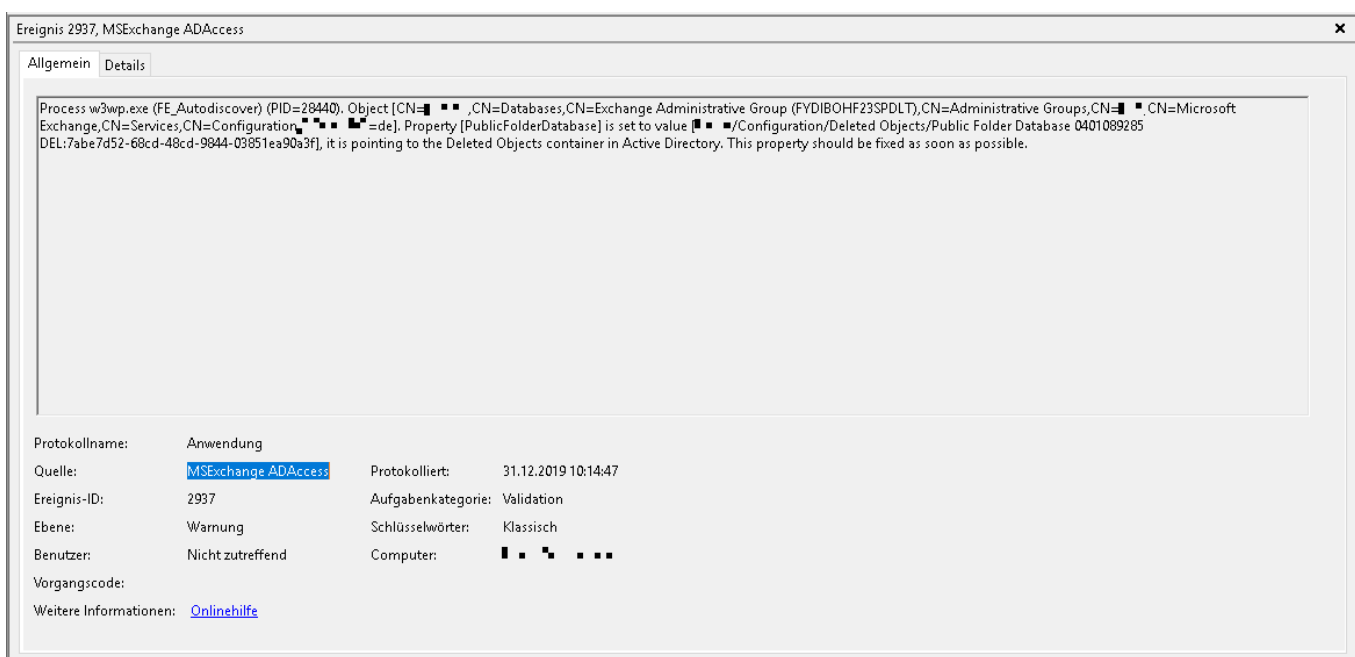 Ereignis 2937, MSExchange ADAccess
Allgemein Details
Process w3wp.exe (FE_Autodiscover) (PID=28440). Object [CN= ,CN=Databases,CN=Exchange Administrative Group (FYDIBOHF23SPDLT),CN=Administrative Groups,CN= ,CN=Microsoft
Exchange,CN=Services,CN=Configuration =de]. Property [PublicFolderDatabase] is set to value [ /Configuration/Deleted Objects/Public Folder Database 0401089285
DEL:7abe7d52-68cd-48cd-9844-03851ea90a3f], it is pointing to the Deleted Objects container in Active Directory. This property should be fixed as soon as possible.
Protokollname: Anwendung
Quelle: MSExchange ADAccess Protokolliert: 31.12.2019 10:14:47
Ereignis-ID: 2937 Aufgabenkategorie: Validation
Ebene: Warnung Schlüsselwörter: Klassisch
Benutzer: Nicht zutreffend Computer:
Vorgangscode:
Weitere Informationen: Onlinehilfe